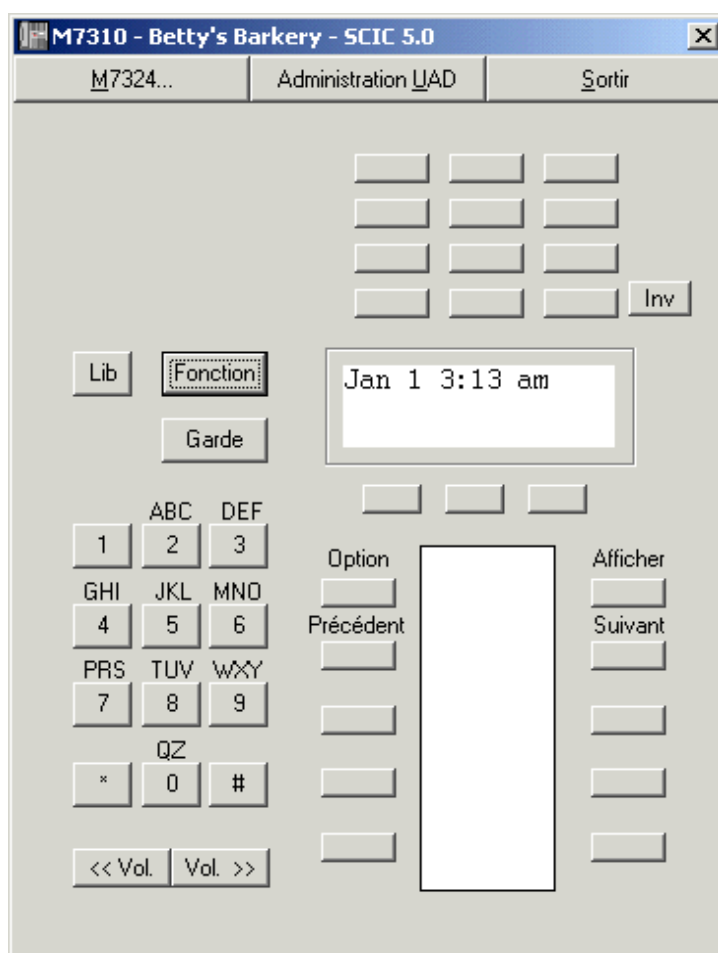 M7310 - Betty's Barkery - SCIC 5.0
M7324... Administration UAD Sortir
Inv
Lib Fonction
Jan 1 3:13 am
Garde
ABC DEF
1 2 3
Option Afficher
GHI JKL MNO
4 5 6
Précédent Suivant
PRS TUV WXY
7 8 9
QZ
* 0 #
<< Vol. Vol. >>